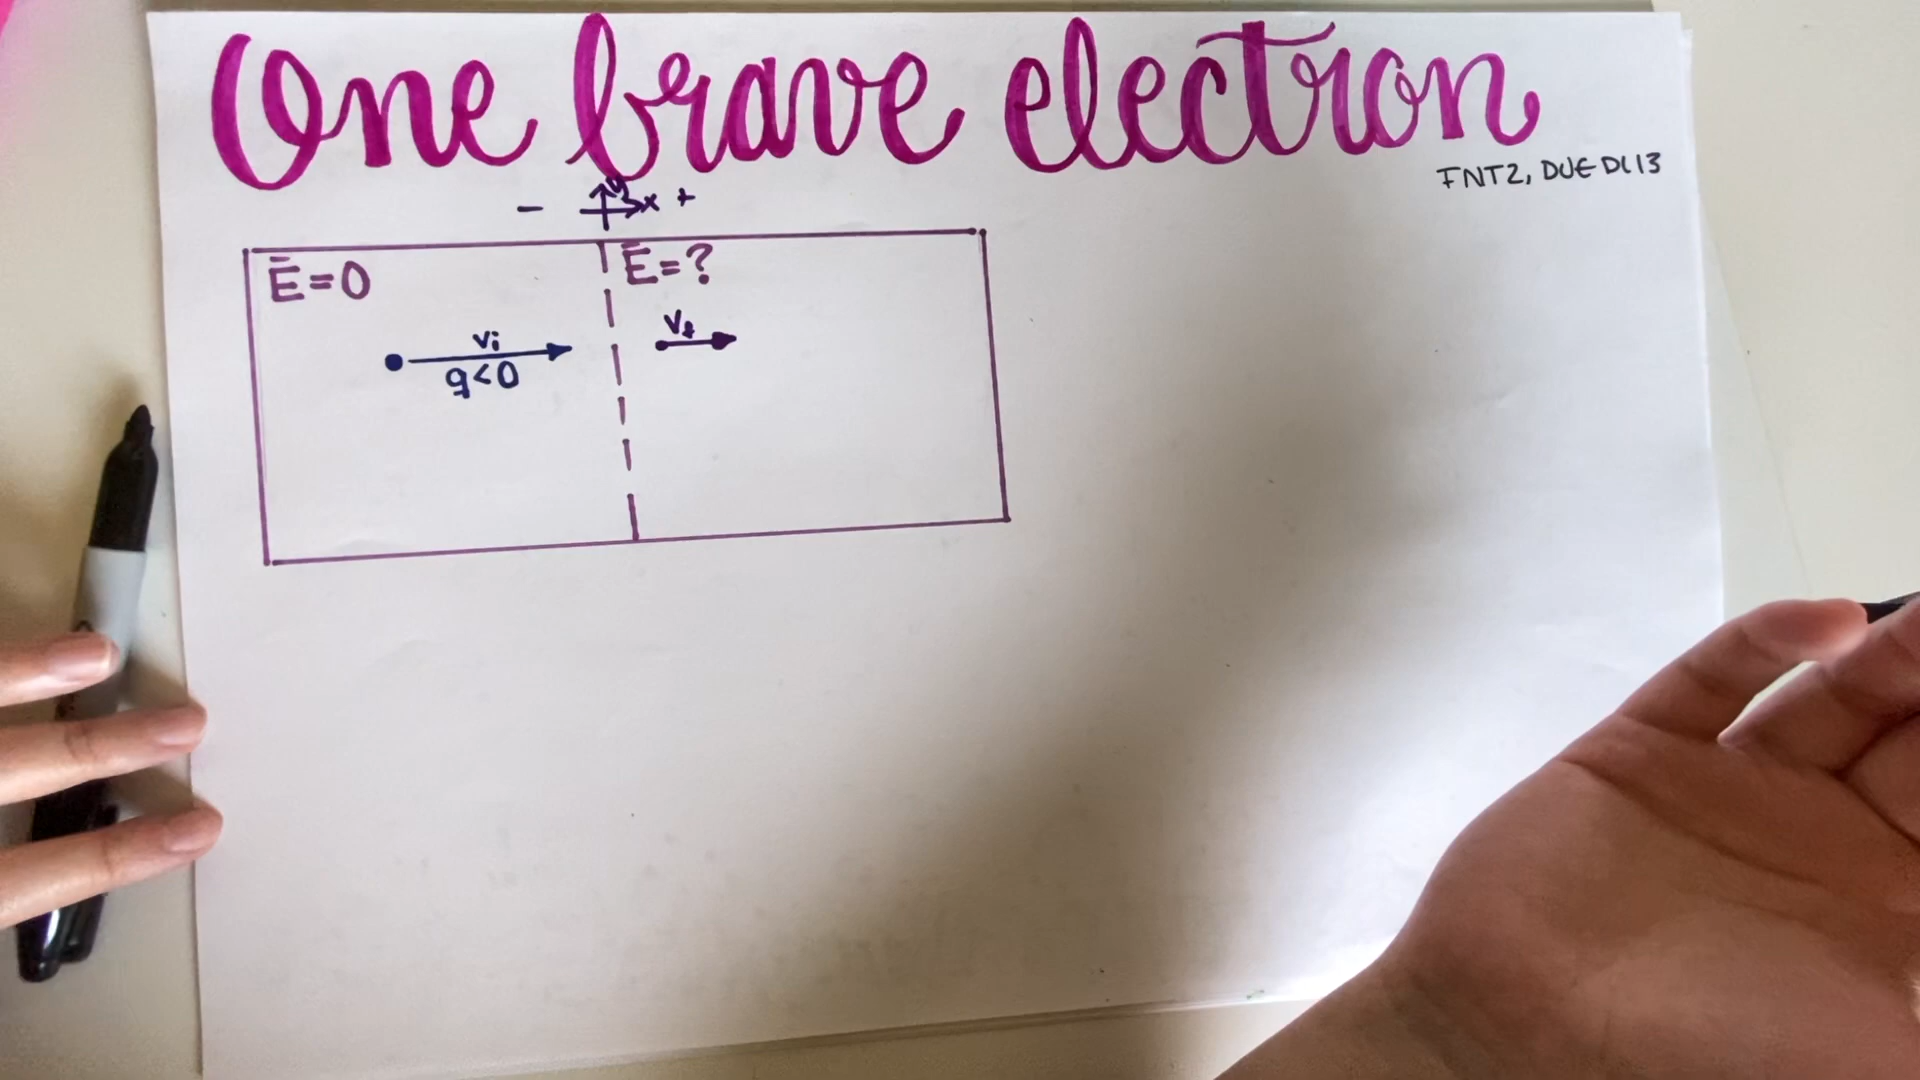 One brave electron
FNT2, DUE DL13
- y x +
Ē=0
Ē=?
vi
q<0
vf